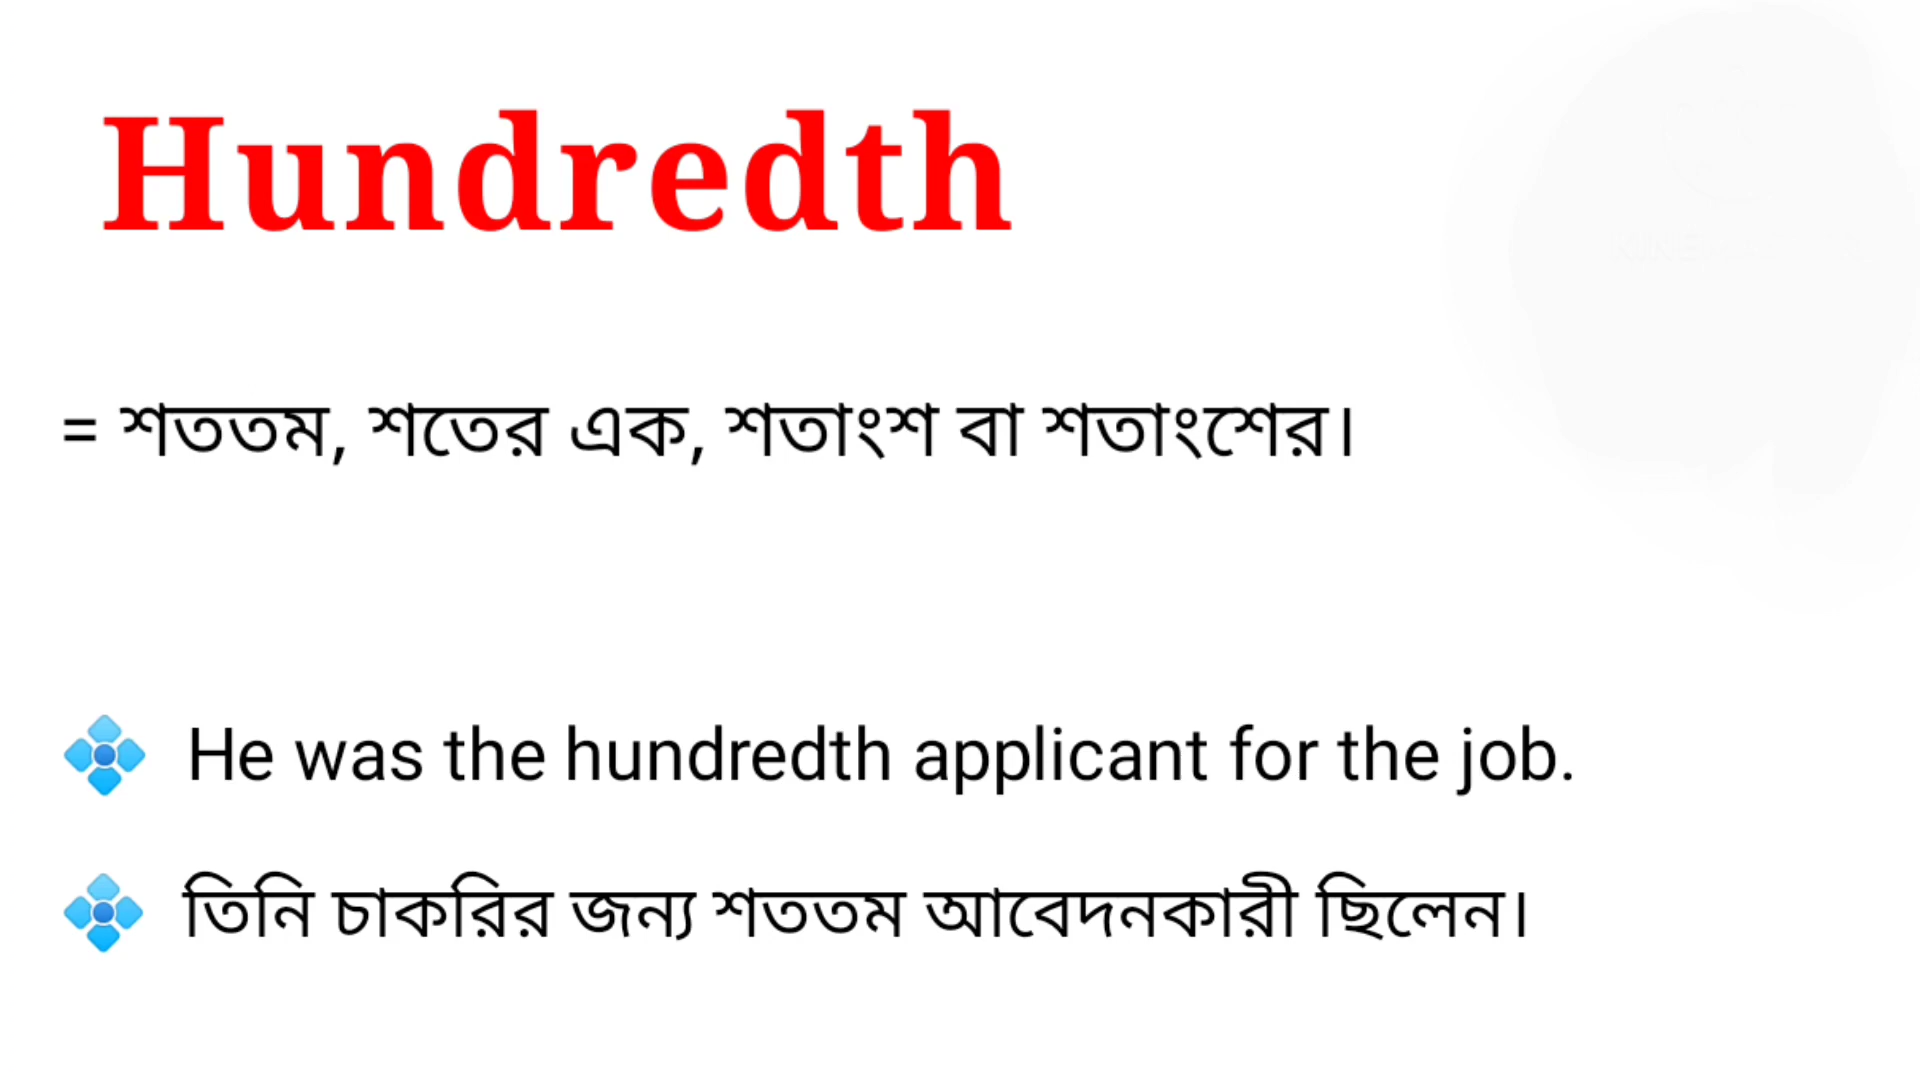 Hundredth
= শততম, শতের এক, শতাংশ বা শতাংশের।
He was the hundredth applicant for the job.
তিনি চাকরির জন্য শততম আবেদনকারী ছিলেন।